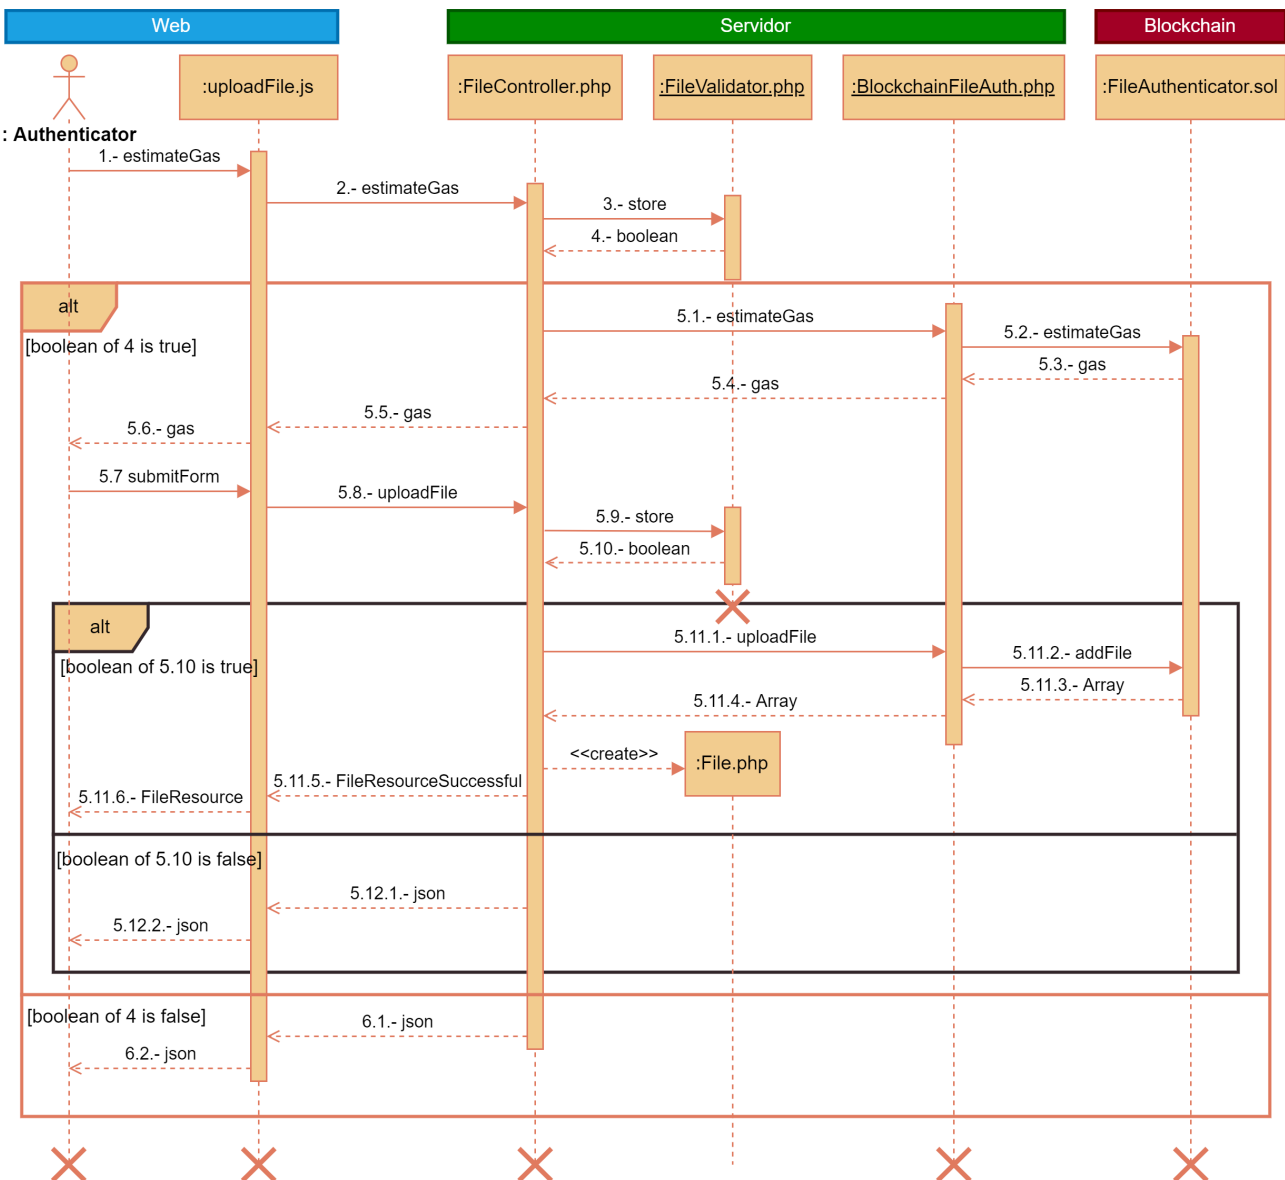 Web
Servidor
Blockchain
: Authenticator
:uploadFile.js
:FileController.php
:FileValidator.php
:BlockchainFileAuth.php
:FileAuthenticator.sol
1.- estimateGas
2.- estimateGas
3.- store
4.- boolean
alt
[boolean of 4 is true]
5.1.- estimateGas
5.2.- estimateGas
5.3.- gas
5.4.- gas
5.5.- gas
5.6.- gas
5.7 submitForm
5.8.- uploadFile
5.9.- store
5.10.- boolean
alt
[boolean of 5.10 is true]
5.11.1.- uploadFile
5.11.2.- addFile
5.11.3.- Array
5.11.4.- Array
<<create>>
:File.php
5.11.5.- FileResourceSuccessful
5.11.6.- FileResource
[boolean of 5.10 is false]
5.12.1.- json
5.12.2.- json
[boolean of 4 is false]
6.1.- json
6.2.- json